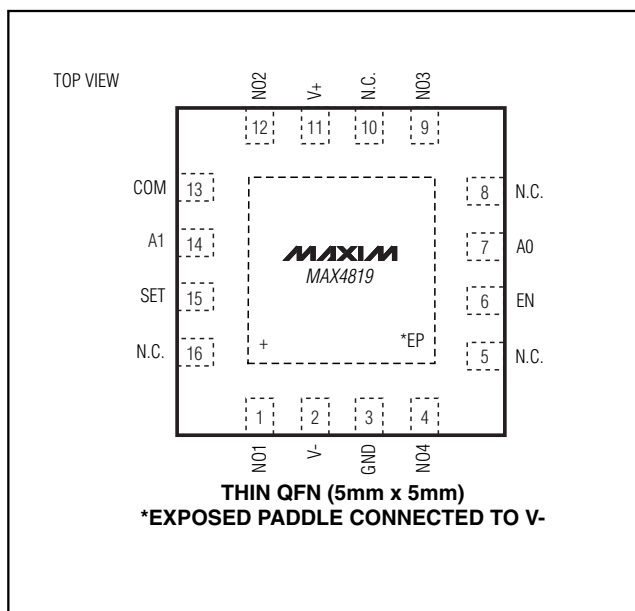 TOP VIEW
NO2
V+
N.C.
NO3
12
11
10
9
COM
13
8
N.C.
A1
14
7
A0
MAXIM
MAX4819
SET
15
6
EN
N.C.
16
+
*EP
5
N.C.
1
2
3
4
NO1
V-
GND
NO4
THIN QFN (5mm x 5mm)
*EXPOSED PADDLE CONNECTED TO V-